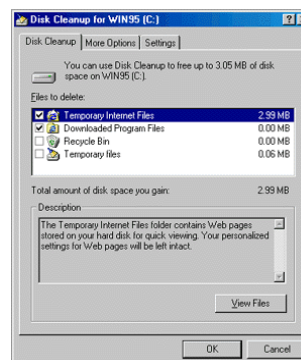 Disk Cleanup for WIN95 (C:)
Disk Cleanup | More Options | Settings
You can use Disk Cleanup to free up to 3.05 MB of disk
space on WIN95 (C:).
Files to delete:
Temporary Internet Files 2.99 MB
Downloaded Program Files 0.00 MB
Recycle Bin 0.00 MB
Temporary files 0.06 MB
Total amount of disk space you gain: 2.99 MB
Description
The Temporary Internet Files folder contains Web pages
stored on your hard disk for quick viewing. Your personalized
settings for Web pages will be left intact.
View Files
OK Cancel